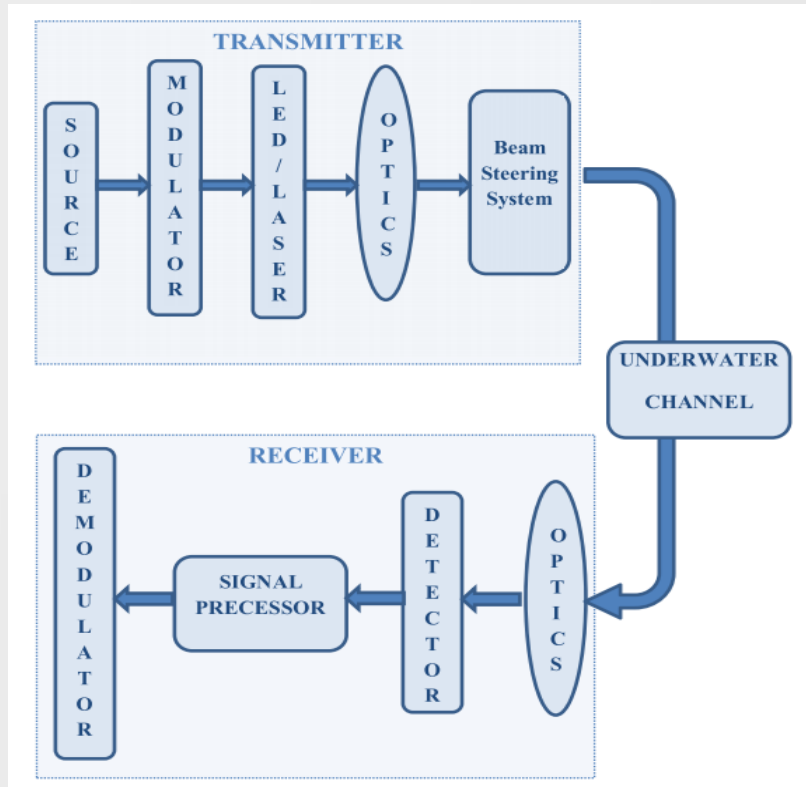 TRANSMITTER
SOURCE
MODULATOR
LED/LASER
OPTICS
Beam
Steering
System
UNDERWATER
CHANNEL
RECEIVER
OPTICS
DETECTOR
SIGNAL
PRECESSOR
DEMODULATOR